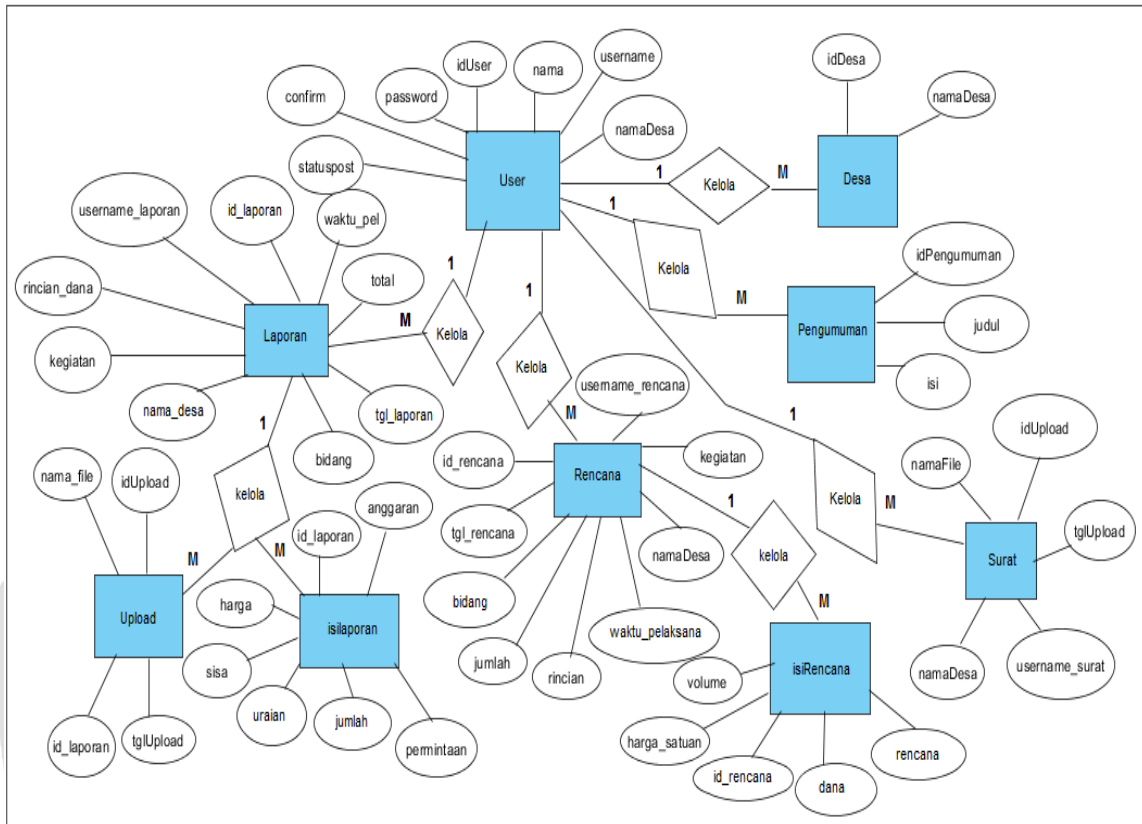 username
idUser
nama
idDesa
confirm
password
namaDesa
namaDesa
statuspost
User
1
Kelola
M
Desa
username_laporan
id_laporan
waktu_pel
1
rincian_dana
total
1
1
Kelola
idPengumuman
Laporan
M
Kelola
M
Pengumuman
judul
kegiatan
Kelola
isi
nama_desa
tgl_laporan
username_rencana
1
M
1
idUpload
bidang
id_rencana
kegiatan
namaFile
nama_file
idUpload
kelola
Rencana
Kelola
M
anggaran
1
tglUpload
id_laporan
tgl_rencana
M
M
namaDesa
kelola
Surat
harga
Upload
isilaporan
bidang
M
sisa
waktu_pelaksana
jumlah
namaDesa
username_surat
uraian
jumlah
rincian
volume
isiRencana
id_laporan
tglUpload
permintaan
harga_satuan
rencana
id_rencana
dana